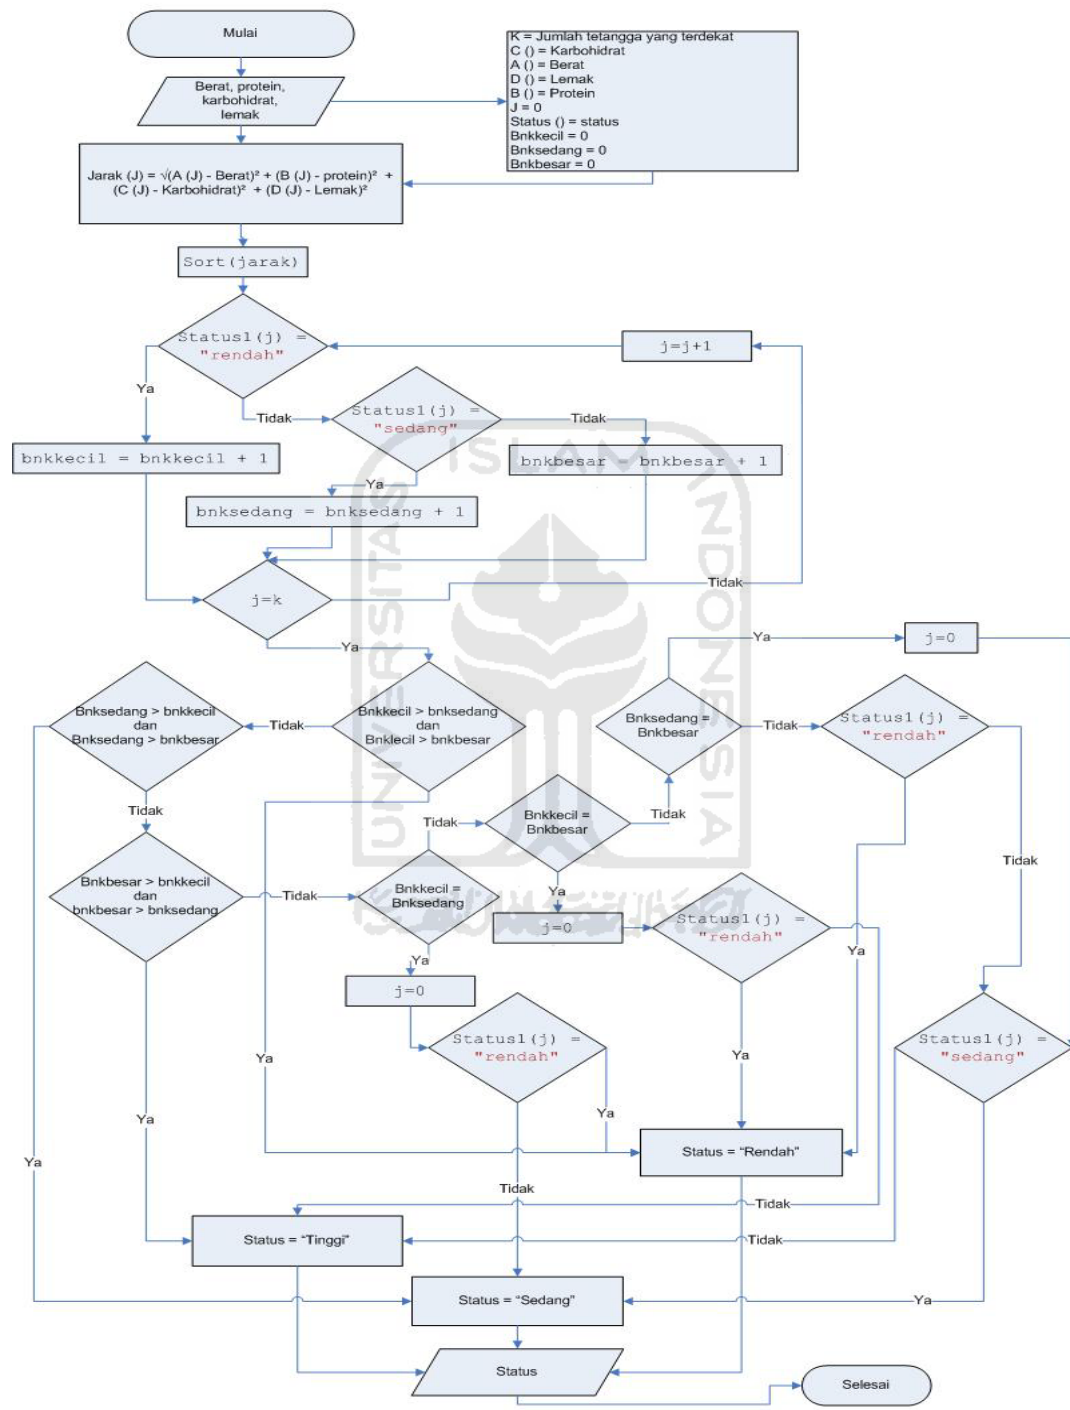 Mulai
Berat, protein,
karbohidrat,
lemak
K = Jumlah tetangga yang terdekat
C () = Karbohidrat
A () = Berat
D () = Lemak
B () = Protein
J = 0
Status () = status
Bnkkecil = 0
Bnksedang = 0
Bnkbesar = 0
Jarak (J) = √(A (J) - Berat)² + (B (J) - protein)² +
(C (J) - Karbohidrat)² + (D (J) - Lemak)²
Sort(jarak)
Status1(j) =
"rendah"
j=j+1
Ya
Tidak
Status1(j) =
"sedang"
Tidak
bnkkecil = bnkkecil + 1
bnkbesar = bnkbesar + 1
Ya
bnksedang = bnksedang + 1
j=k
Tidak
Ya
Ya
j=0
Bnksedang > bnkkecil
dan
Bnksedang > bnkbesar
Tidak
Bnkkecil > bnksedang
dan
Bnklecil > bnkbesar
Bnksedang =
Bnkbesar
Tidak
Status1(j) =
"rendah"
Tidak
Tidak
Bnkkecil =
Bnkbesar
Tidak
Tidak
Bnkbesar > bnkkecil
dan
bnkbesar > bnksedang
Tidak
Bnkkecil =
Bnksedang
Ya
j=0
Status1(j) =
"rendah"
Ya
Ya
j=0
Status1(j) =
"rendah"
Status1(j) =
"sedang"
Ya
Ya
Ya
Ya
Status = “Rendah”
Ya
Tidak
Tidak
Status = “Tinggi”
Tidak
Status = “Sedang”
Ya
Status
Selesai
UNIVERSITAS
ISLAM
INDONESIA